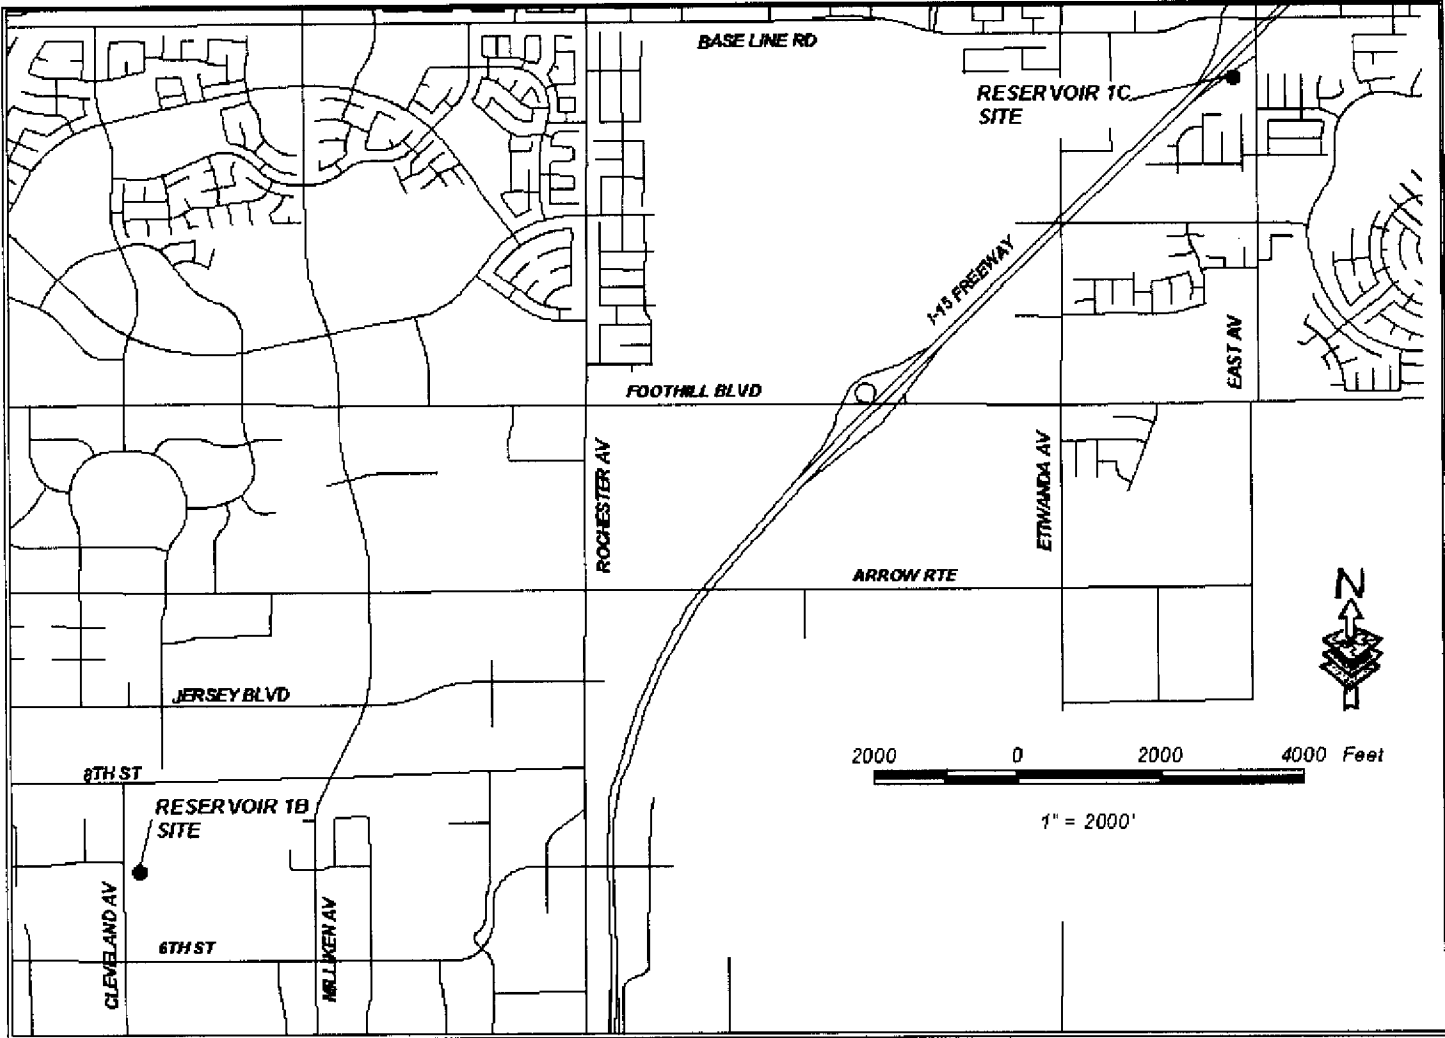 BASE LINE RD
RESERVOIR 1C
SITE
I-15 FREEWAY
EAST AV
FOOTHILL BLVD
ROCHESTER AV
ETIWANDA AV
ARROW RTE
N
JERSEY BLVD
2000 0 2000 4000 Feet
8TH ST
RESERVOIR 1B
SITE
1" = 2000'
CLEVELAND AV
MILLIKEN AV
6TH ST